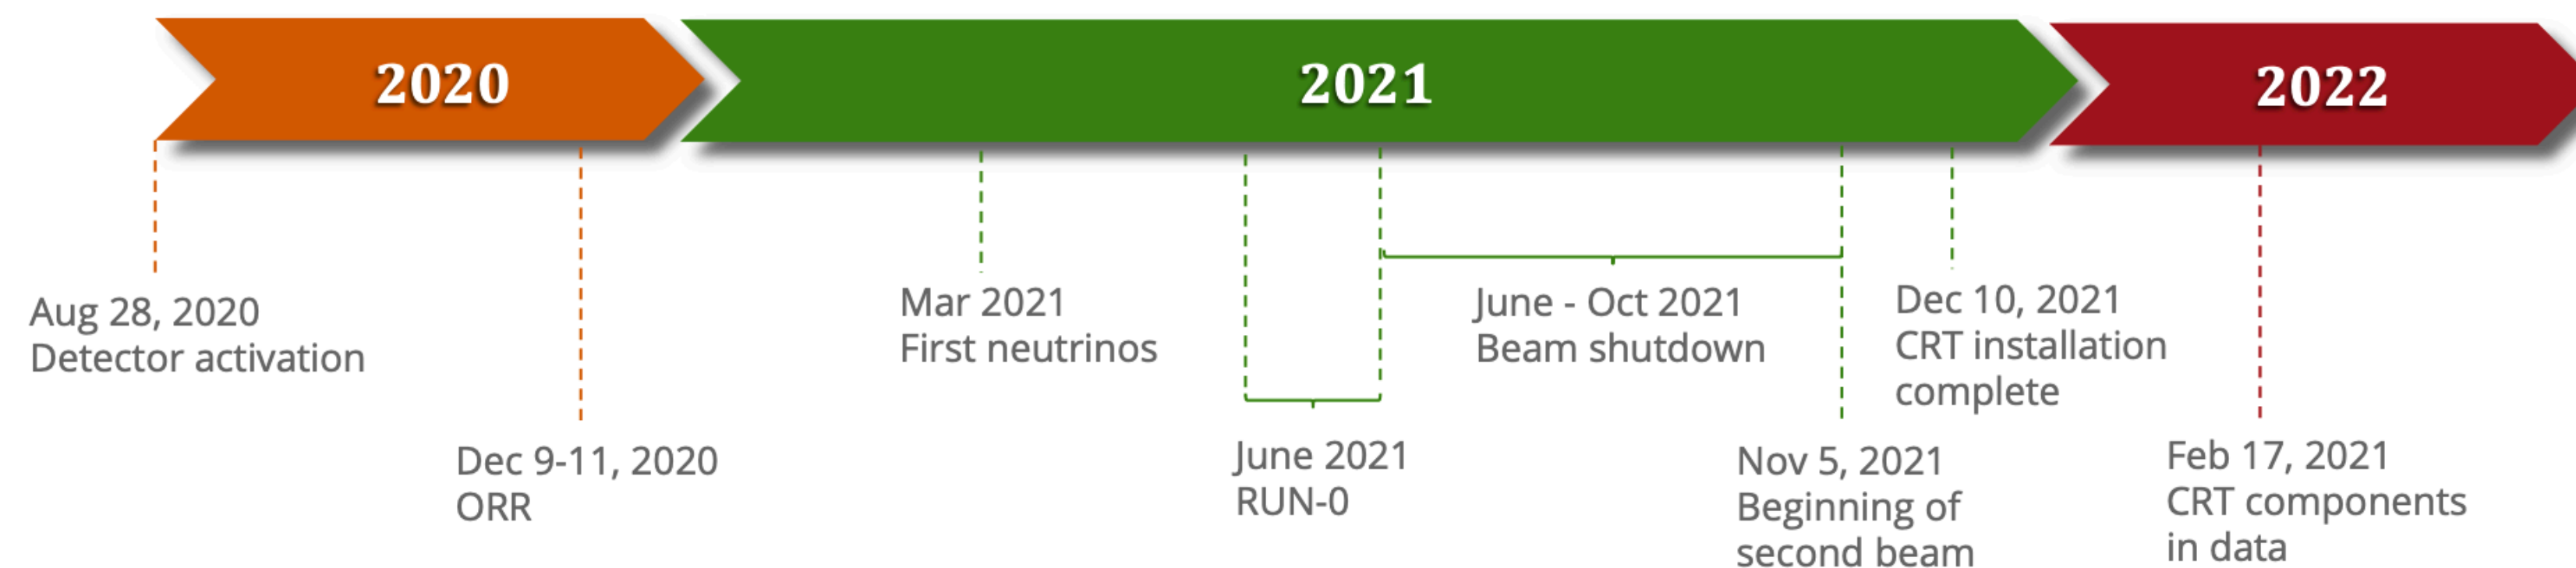 2020
2021
2022
Aug 28, 2020
Detector activation
Dec 9-11, 2020
ORR
Mar 2021
First neutrinos
June 2021
RUN-0
June - Oct 2021
Beam shutdown
Nov 5, 2021
Beginning of
second beam
Dec 10, 2021
CRT installation
complete
Feb 17, 2021
CRT components
in data